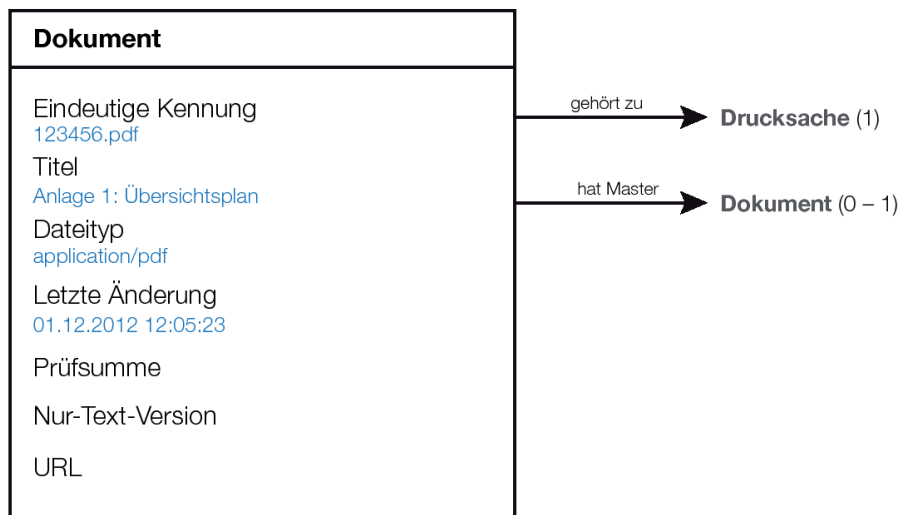 Dokument
Eindeutige Kennung
123456.pdf
Titel
Anlage 1: Übersichtsplan
Dateityp
application/pdf
Letzte Änderung
01.12.2012 12:05:23
Prüfsumme
Nur-Text-Version
URL
gehört zu
Drucksache (1)
hat Master
Dokument (0 – 1)